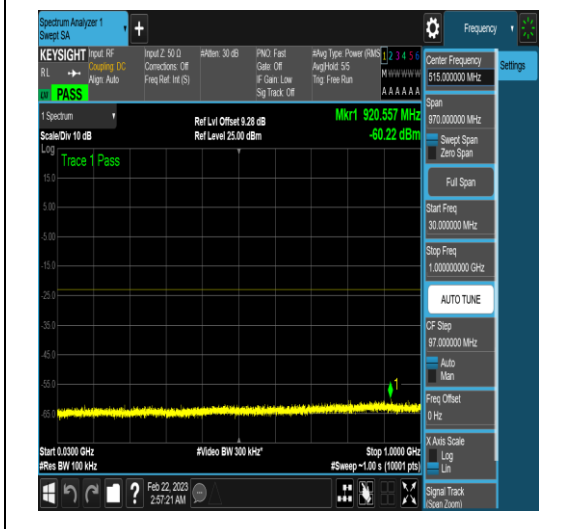 Spectrum Analyzer 1
Swept SA
+
Frequency
KEYSIGHT
RL
PASS
Input: RF
Coupling: DC
Align: Auto
Input Z: 50 Ω
Corrections: Off
Freq Ref: Int (S)
#Atten: 30 dB
PNO: Fast
Gate: Off
IF Gain: Low
Sig Track: Off
#Avg Type: Power (RMS
Avg|Hold: 5/5
Trig: Free Run
1 2 3 4 5 6
M W W W W W
A A A A A A
1 Spectrum
Scale/Div 10 dB
Log
Ref Lvl Offset 9.28 dB
Ref Level 25.00 dBm
Mkr1 920.557 MHz
-60.22 dBm
Trace 1 Pass
15.0
5.00
-5.00
-15.0
-25.0
-35.0
-45.0
-55.0
-65.0
1
Start 0.0300 GHz
#Res BW 100 kHz
#Video BW 300 kHz*
Stop 1.0000 GHz
#Sweep ~1.00 s (10001 pts)
?
Feb 22, 2023
2:57:21 AM
Center Frequency
515.000000 MHz
Settings
Span
970.000000 MHz
Swept Span
Zero Span
Full Span
Start Freq
30.000000 MHz
Stop Freq
1.000000000 GHz
AUTO TUNE
CF Step
97.000000 MHz
Auto
Man
Freq Offset
0 Hz
X Axis Scale
Log
Lin
Signal Track
(Span Zoom)